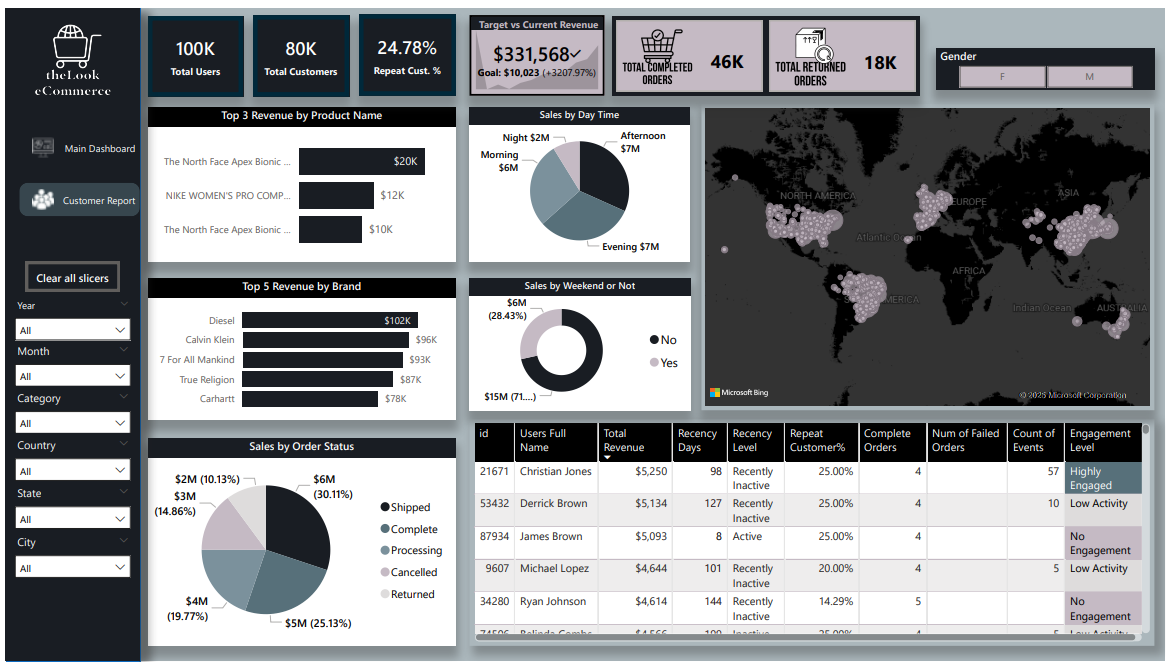 theLook
eCommerce
Main Dashboard
Customer Report
Clear all slicers
Year
All
Month
All
Category
All
Country
All
State
All
City
All
100K
Total Users
80K
Total Customers
24.78%
Repeat Cust. %
Target vs Current Revenue
$331,568✓
Goal: $10,023 (+3207.97%)
TOTAL COMPLETED
ORDERS
46K
TOTAL RETURNED
ORDERS
18K
Gender
F
M
Top 3 Revenue by Product Name
The North Face Apex Bionic ...
$20K
NIKE WOMEN'S PRO COMP...
$12K
The North Face Apex Bionic ...
$10K
Sales by Day Time
Night $2M
Afternoon
$7M
Morning
$6M
Evening $7M
Top 5 Revenue by Brand
Diesel
$102K
Calvin Klein
$96K
7 For All Mankind
$93K
True Religion
$87K
Carhartt
$78K
Sales by Weekend or Not
$6M
(28.43%)
No
Yes
$15M (71....)
NORTH AMERICA
EUROPE
ASIA
Atlantic Ocean
AFRICA
AMERICA
Indian Ocean
AUSTRALIA
Microsoft Bing
Microsoft Corporation
Sales by Order Status
$2M (10.13%)
$6M
(30.11%)
$3M
(14.86%)
$4M
(19.77%)
$5M (25.13%)
Shipped
Complete
Processing
Cancelled
Returned
id Users Full Name Total Revenue Recency Days Recency Level Repeat Customer% Complete Orders Num of Failed Orders Count of Events Engagement Level
21671 Christian Jones $5,250 98 Recently Inactive 25.00% 4 57 Highly Engaged
53432 Derrick Brown $5,134 127 Recently Inactive 25.00% 4 10 Low Activity
87934 James Brown $5,093 8 Active 25.00% 4 No Engagement
9607 Michael Lopez $4,644 101 Recently Inactive 20.00% 4 5 Low Activity
34280 Ryan Johnson $4,614 144 Recently Inactive 14.29% 5 No Engagement